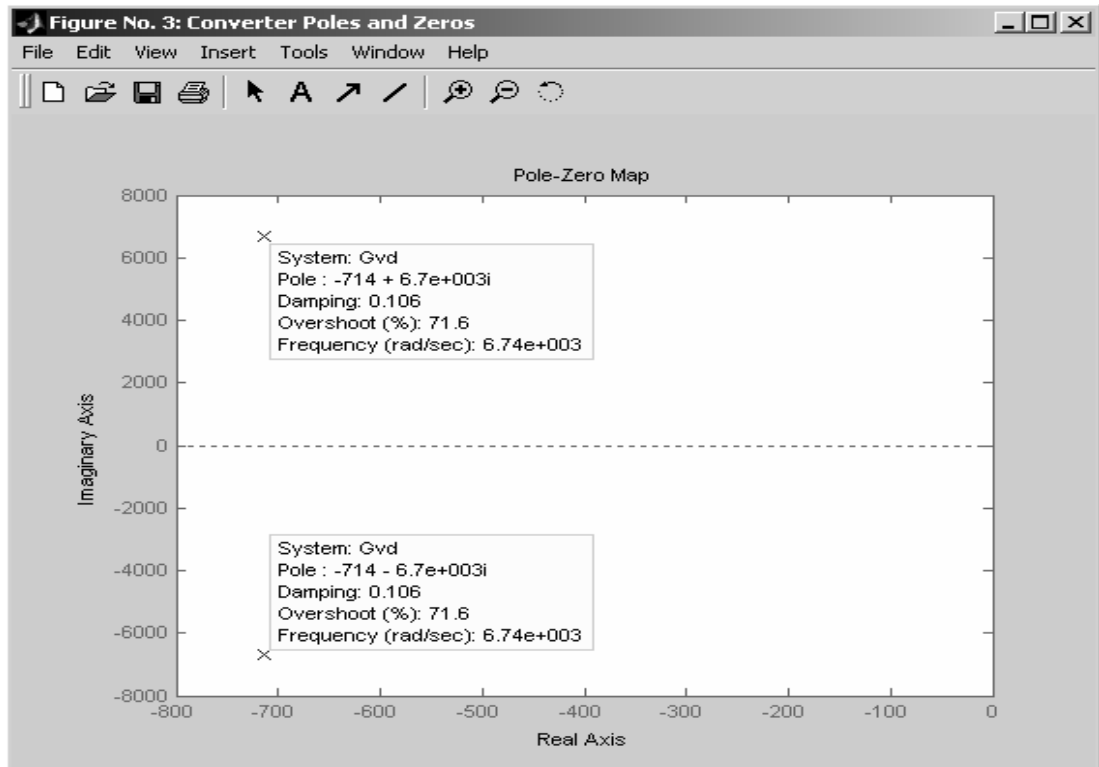 Figure No. 3: Converter Poles and Zeros
File Edit View Insert Tools Window Help
A
Pole-Zero Map
8000
6000
4000
2000
0
-2000
-4000
-6000
-8000
Imaginary Axis
System: Gvd
Pole : -714 + 6.7e+003i
Damping: 0.106
Overshoot (%): 71.6
Frequency (rad/sec): 6.74e+003
System: Gvd
Pole : -714 - 6.7e+003i
Damping: 0.106
Overshoot (%): 71.6
Frequency (rad/sec): 6.74e+003
-800 -700 -600 -500 -400 -300 -200 -100 0
Real Axis